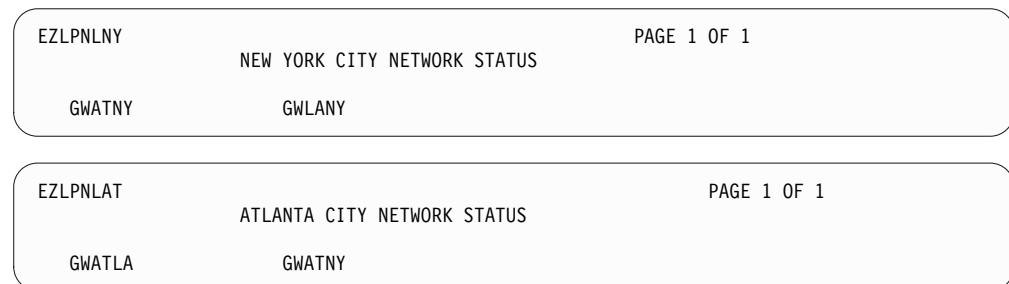 EZLPNLNY PAGE 1 OF 1
NEW YORK CITY NETWORK STATUS
GWATNY GWLANY
EZLPNLAT PAGE 1 OF 1
ATLANTA CITY NETWORK STATUS
GWATLA GWATNY